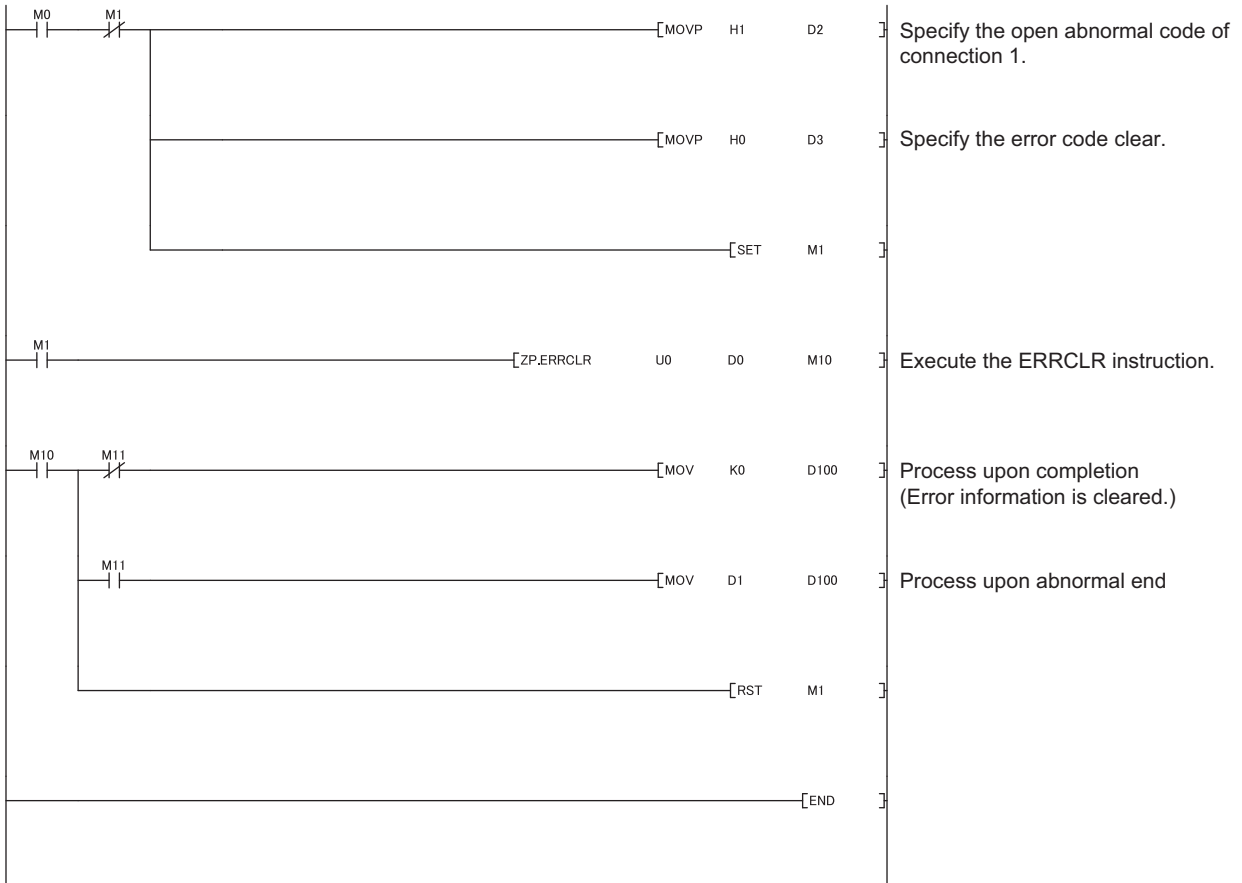 M0 M1
[MOVP H1 D2 ] Specify the open abnormal code of
connection 1.
[MOVP H0 D3 ] Specify the error code clear.
[SET M1 ]
M1
[ZP.ERRCLR U0 D0 M10 ] Execute the ERRCLR instruction.
M10 M11
[MOV K0 D100 ] Process upon completion
(Error information is cleared.)
M11
[MOV D1 D100 ] Process upon abnormal end
[RST M1 ]
[END ]